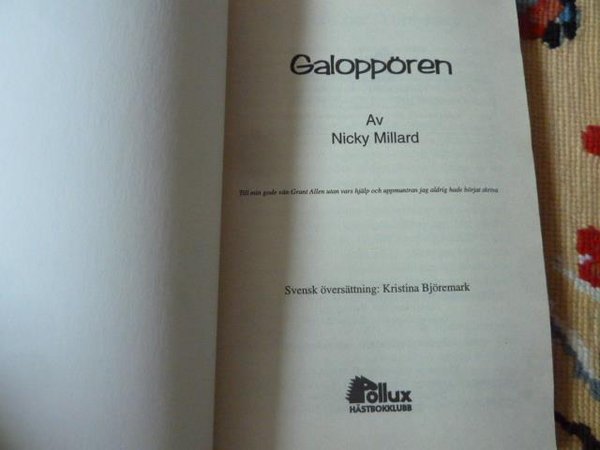 Galoppören
Av
Nicky Millard
Till min gode vän Grant Allen utan vars hjälp och uppmuntran jag aldrig hade börjat skriva
Svensk översättning: Kristina Björemark
Pollux
HÄSTBOKKLUBB